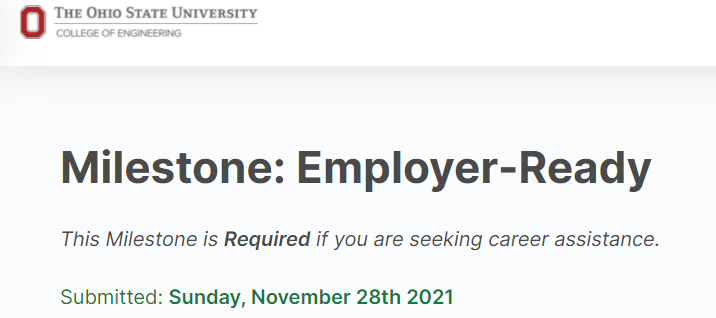 THE OHIO STATE UNIVERSITY
COLLEGE OF ENGINEERING
Milestone: Employer-Ready
This Milestone is Required if you are seeking career assistance.
Submitted: Sunday, November 28th 2021